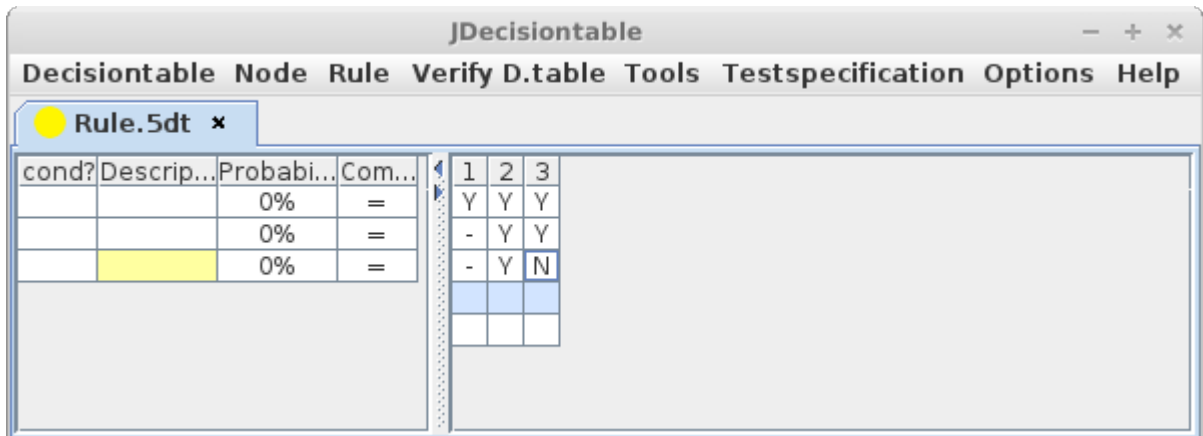 JDecisiontable
Decisiontable Node Rule Verify D.table Tools Testspecification Options Help
Rule.5dt
cond? Descrip... Probabi... Com... 1 2 3
0% = Y Y Y
0% = - Y Y
0% = - Y N